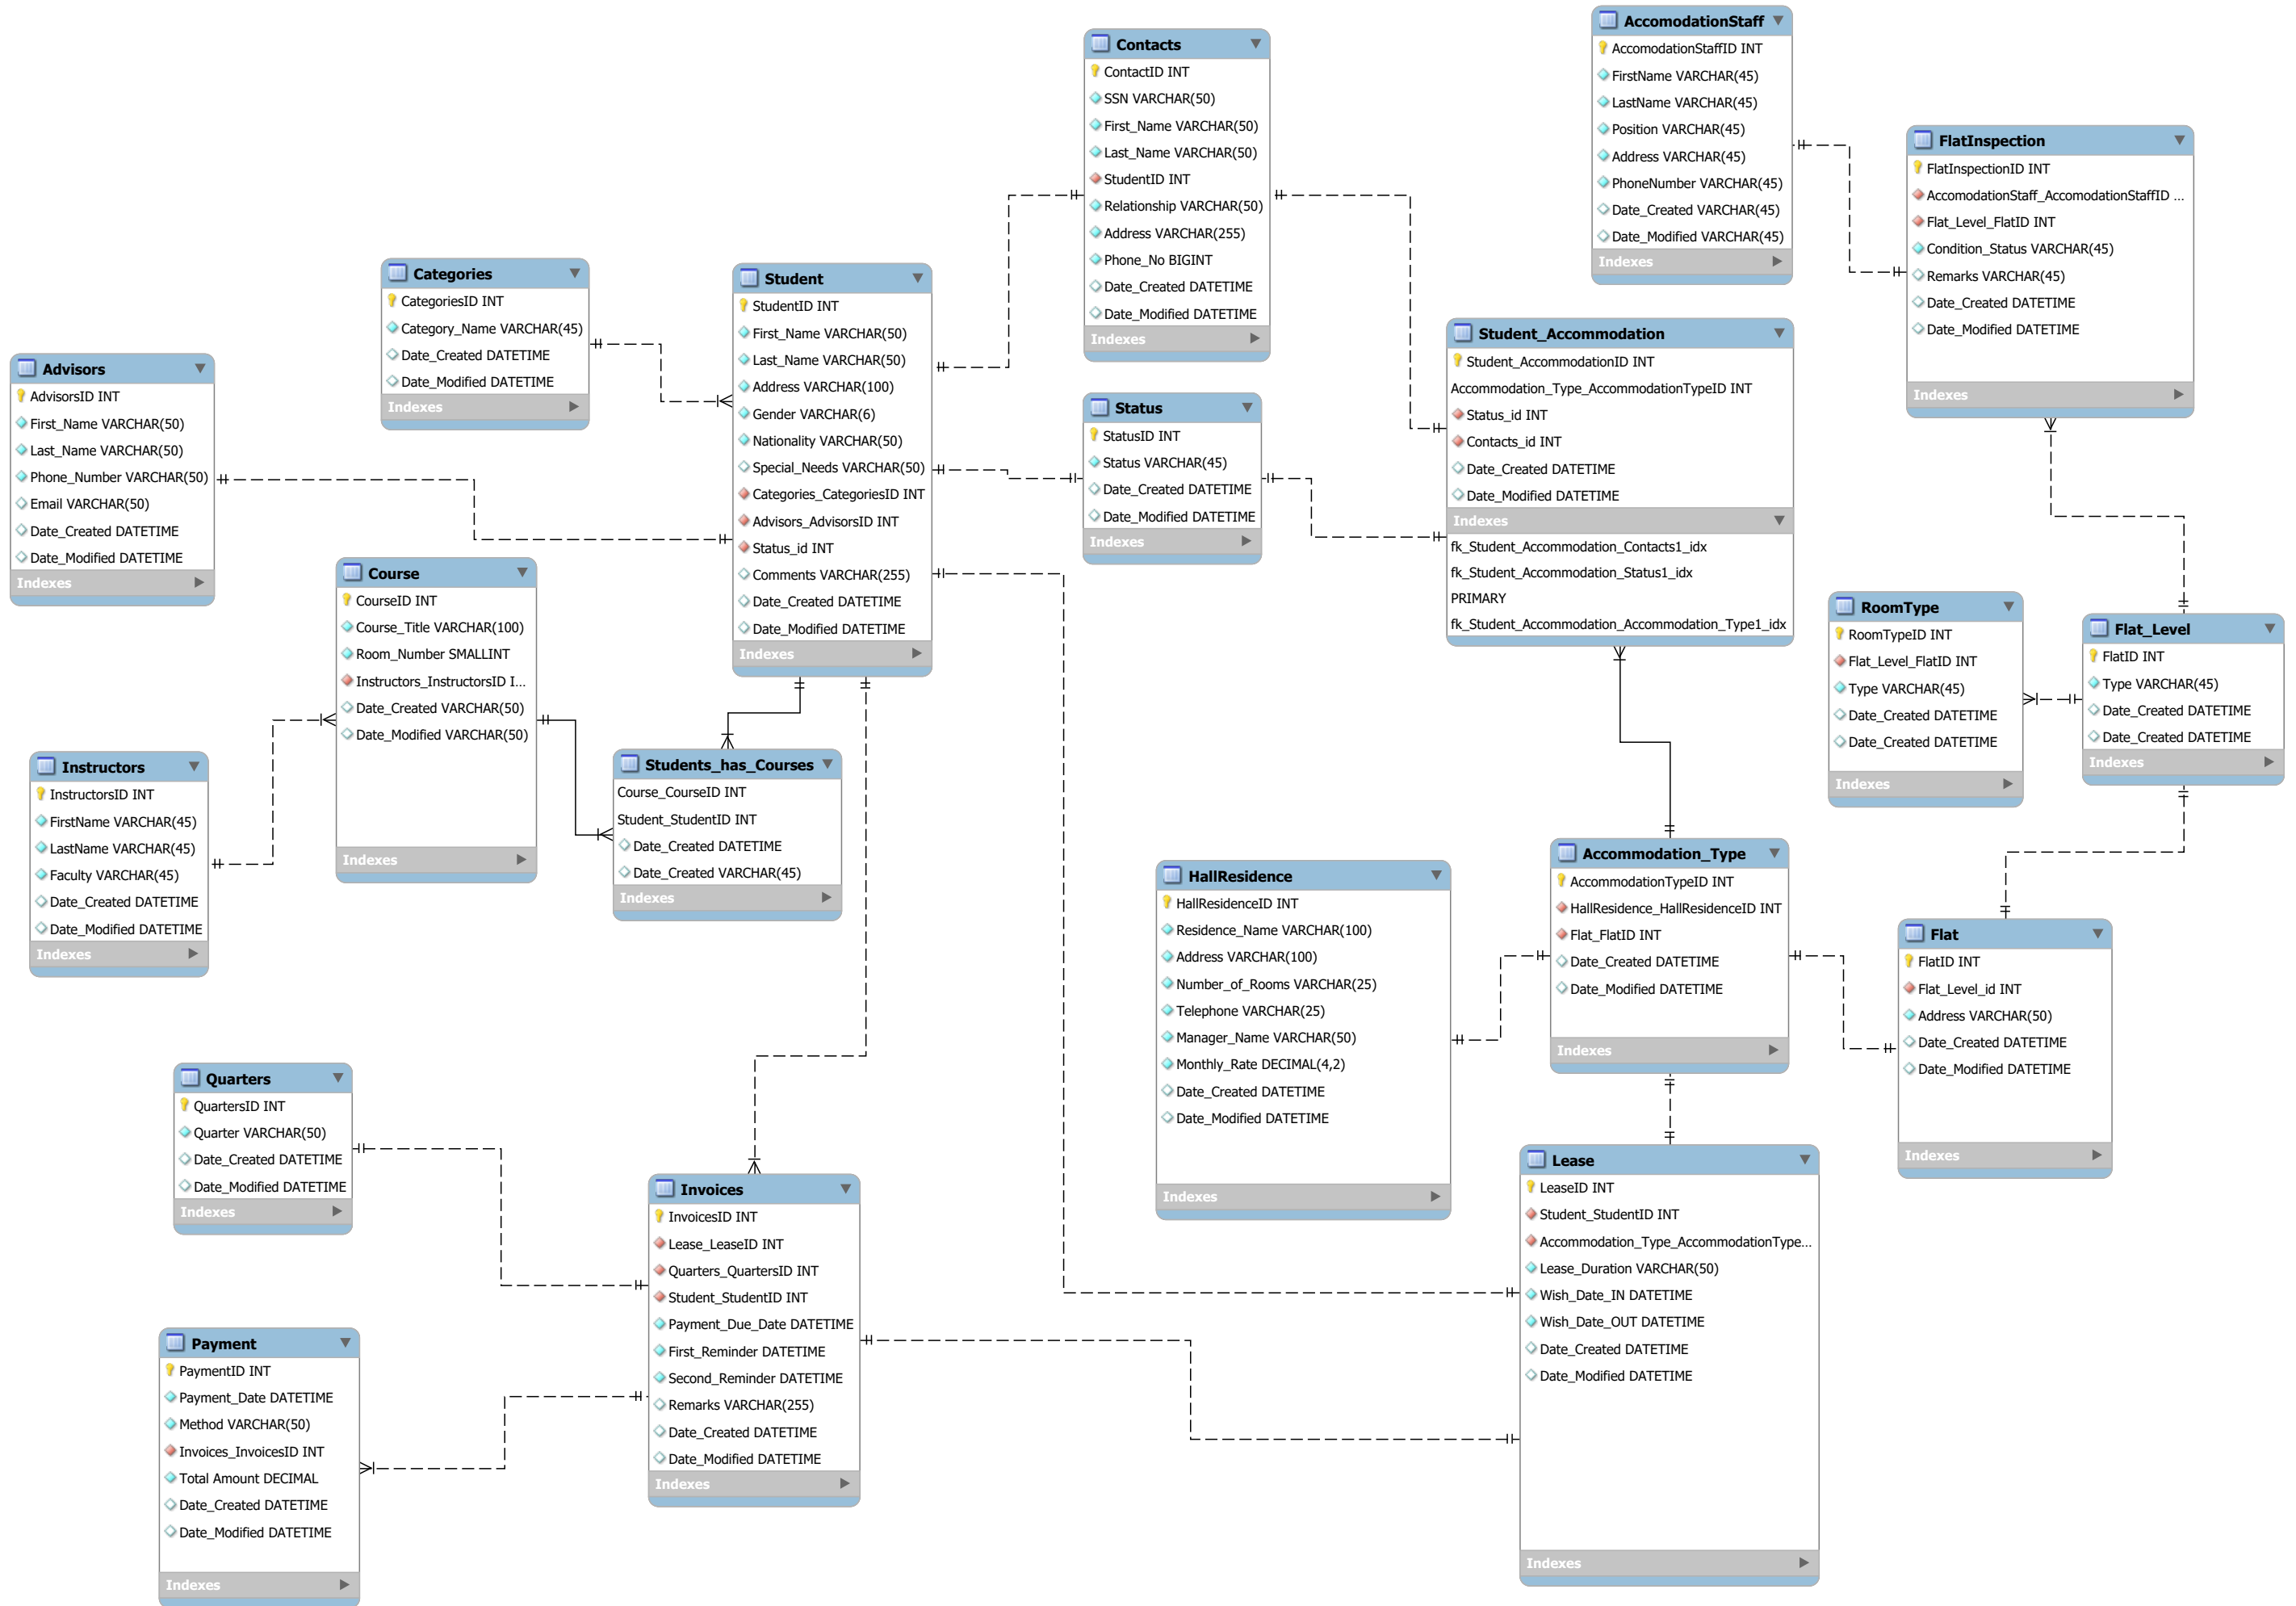 AccomodationStaff
AccomodationStaffID INT
FirstName VARCHAR(45)
LastName VARCHAR(45)
Position VARCHAR(45)
Address VARCHAR(45)
PhoneNumber VARCHAR(45)
Date_Created VARCHAR(45)
Date_Modified VARCHAR(45)
Indexes
Contacts
ContactID INT
SSN VARCHAR(50)
First_Name VARCHAR(50)
Last_Name VARCHAR(50)
StudentID INT
Relationship VARCHAR(50)
Address VARCHAR(255)
Phone_No BIGINT
Date_Created DATETIME
Date_Modified DATETIME
Indexes
FlatInspection
FlatInspectionID INT
AccomodationStaff_AccomodationStaffID ...
Flat_Level_FlatID INT
Condition_Status VARCHAR(45)
Remarks VARCHAR(45)
Date_Created DATETIME
Date_Modified DATETIME
Indexes
Categories
CategoriesID INT
Category_Name VARCHAR(45)
Date_Created DATETIME
Date_Modified DATETIME
Indexes
Student
StudentID INT
First_Name VARCHAR(50)
Last_Name VARCHAR(50)
Address VARCHAR(100)
Gender VARCHAR(6)
Nationality VARCHAR(50)
Special_Needs VARCHAR(50)
Categories_CategoriesID INT
Advisors_AdvisorsID INT
Status_id INT
Comments VARCHAR(255)
Date_Created DATETIME
Date_Modified DATETIME
Indexes
Student_Accommodation
Student_AccommodationID INT
Accommodation_Type_AccommodationTypeID INT
Status_id INT
Contacts_id INT
Date_Created DATETIME
Date_Modified DATETIME
Indexes
fk_Student_Accommodation_Contacts1_idx
fk_Student_Accommodation_Status1_idx
PRIMARY
fk_Student_Accommodation_Accommodation_Type1_idx
Advisors
AdvisorsID INT
First_Name VARCHAR(50)
Last_Name VARCHAR(50)
Phone_Number VARCHAR(50)
Email VARCHAR(50)
Date_Created DATETIME
Date_Modified DATETIME
Indexes
Status
StatusID INT
Status VARCHAR(45)
Date_Created DATETIME
Date_Modified DATETIME
Indexes
Course
CourseID INT
Course_Title VARCHAR(100)
Room_Number SMALLINT
Instructors_InstructorsID I...
Date_Created VARCHAR(50)
Date_Modified VARCHAR(50)
Indexes
RoomType
RoomTypeID INT
Flat_Level_FlatID INT
Type VARCHAR(45)
Date_Created DATETIME
Date_Created DATETIME
Indexes
Flat_Level
FlatID INT
Type VARCHAR(45)
Date_Created DATETIME
Date_Created DATETIME
Indexes
Instructors
InstructorsID INT
FirstName VARCHAR(45)
LastName VARCHAR(45)
Faculty VARCHAR(45)
Date_Created DATETIME
Date_Modified DATETIME
Indexes
Students_has_Courses
Course_CourseID INT
Student_StudentID INT
Date_Created DATETIME
Date_Created VARCHAR(45)
Indexes
Accommodation_Type
AccommodationTypeID INT
HallResidence_HallResidenceID INT
Flat_FlatID INT
Date_Created DATETIME
Date_Modified DATETIME
Indexes
HallResidence
HallResidenceID INT
Residence_Name VARCHAR(100)
Address VARCHAR(100)
Number_of_Rooms VARCHAR(25)
Telephone VARCHAR(25)
Manager_Name VARCHAR(50)
Monthly_Rate DECIMAL(4,2)
Date_Created DATETIME
Date_Modified DATETIME
Indexes
Flat
FlatID INT
Flat_Level_id INT
Address VARCHAR(50)
Date_Created DATETIME
Date_Modified DATETIME
Indexes
Quarters
QuartersID INT
Quarter VARCHAR(50)
Date_Created DATETIME
Date_Modified DATETIME
Indexes
Invoices
InvoicesID INT
Lease_LeaseID INT
Quarters_QuartersID INT
Student_StudentID INT
Payment_Due_Date DATETIME
First_Reminder DATETIME
Second_Reminder DATETIME
Remarks VARCHAR(255)
Date_Created DATETIME
Date_Modified DATETIME
Indexes
Lease
LeaseID INT
Student_StudentID INT
Accommodation_Type_AccommodationType...
Lease_Duration VARCHAR(50)
Wish_Date_IN DATETIME
Wish_Date_OUT DATETIME
Date_Created DATETIME
Date_Modified DATETIME
Indexes
Payment
PaymentID INT
Payment_Date DATETIME
Method VARCHAR(50)
Invoices_InvoicesID INT
Total Amount DECIMAL
Date_Created DATETIME
Date_Modified DATETIME
Indexes